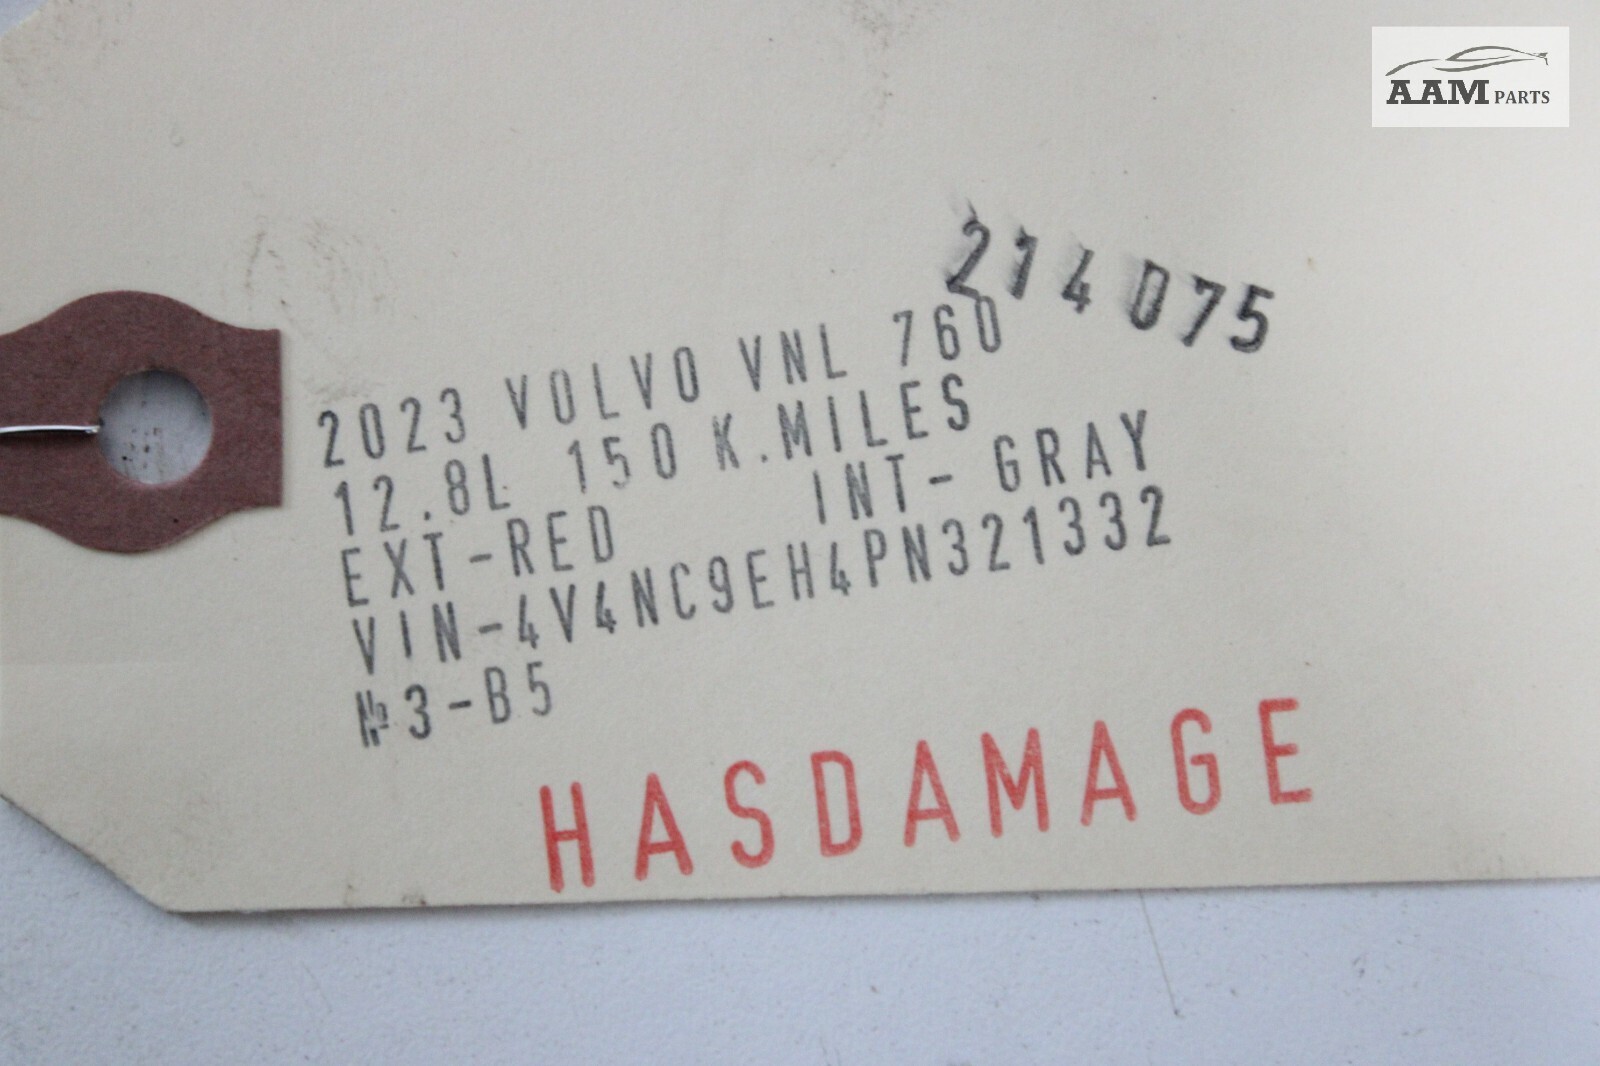 AAM PARTS
214075
2023 VOLVO VNL 760
12.8L 150 K.MILES
EXT-RED INT- GRAY
VIN-4V4NC9EH4PN321332
№3-B5
HASDAMAGE